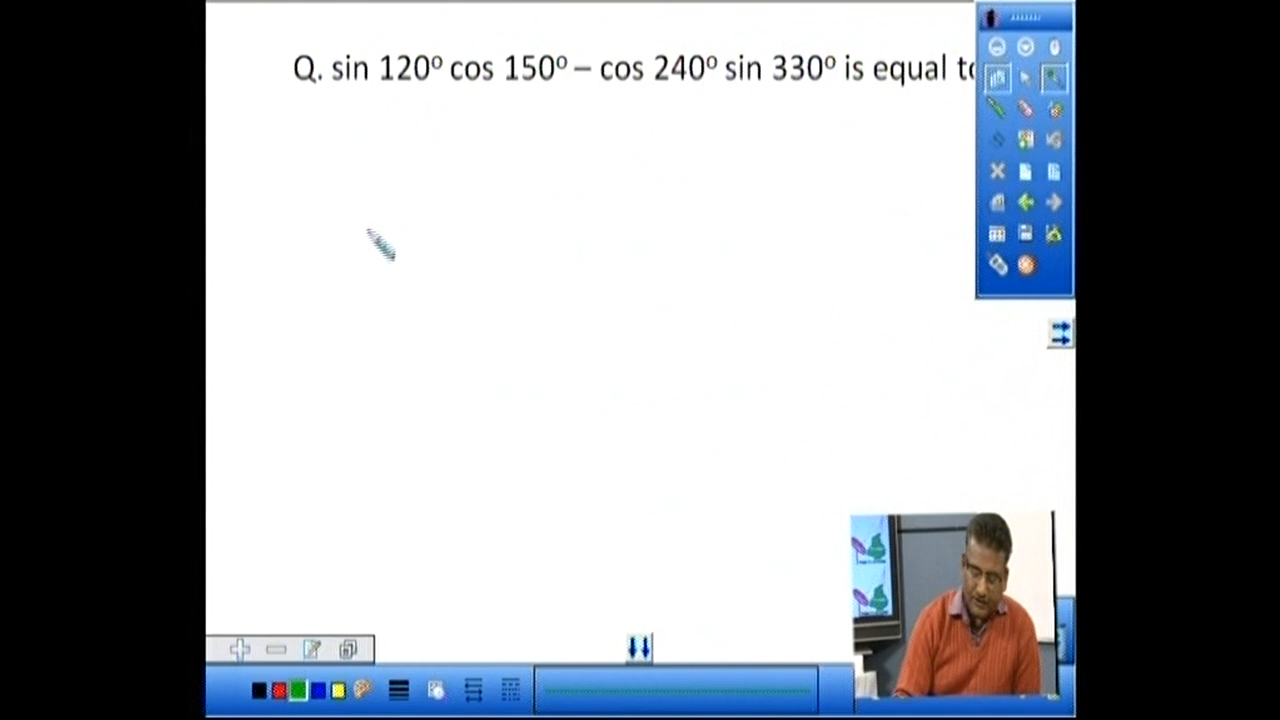 Q. sin 120º cos 150º – cos 240º sin 330º is equal to